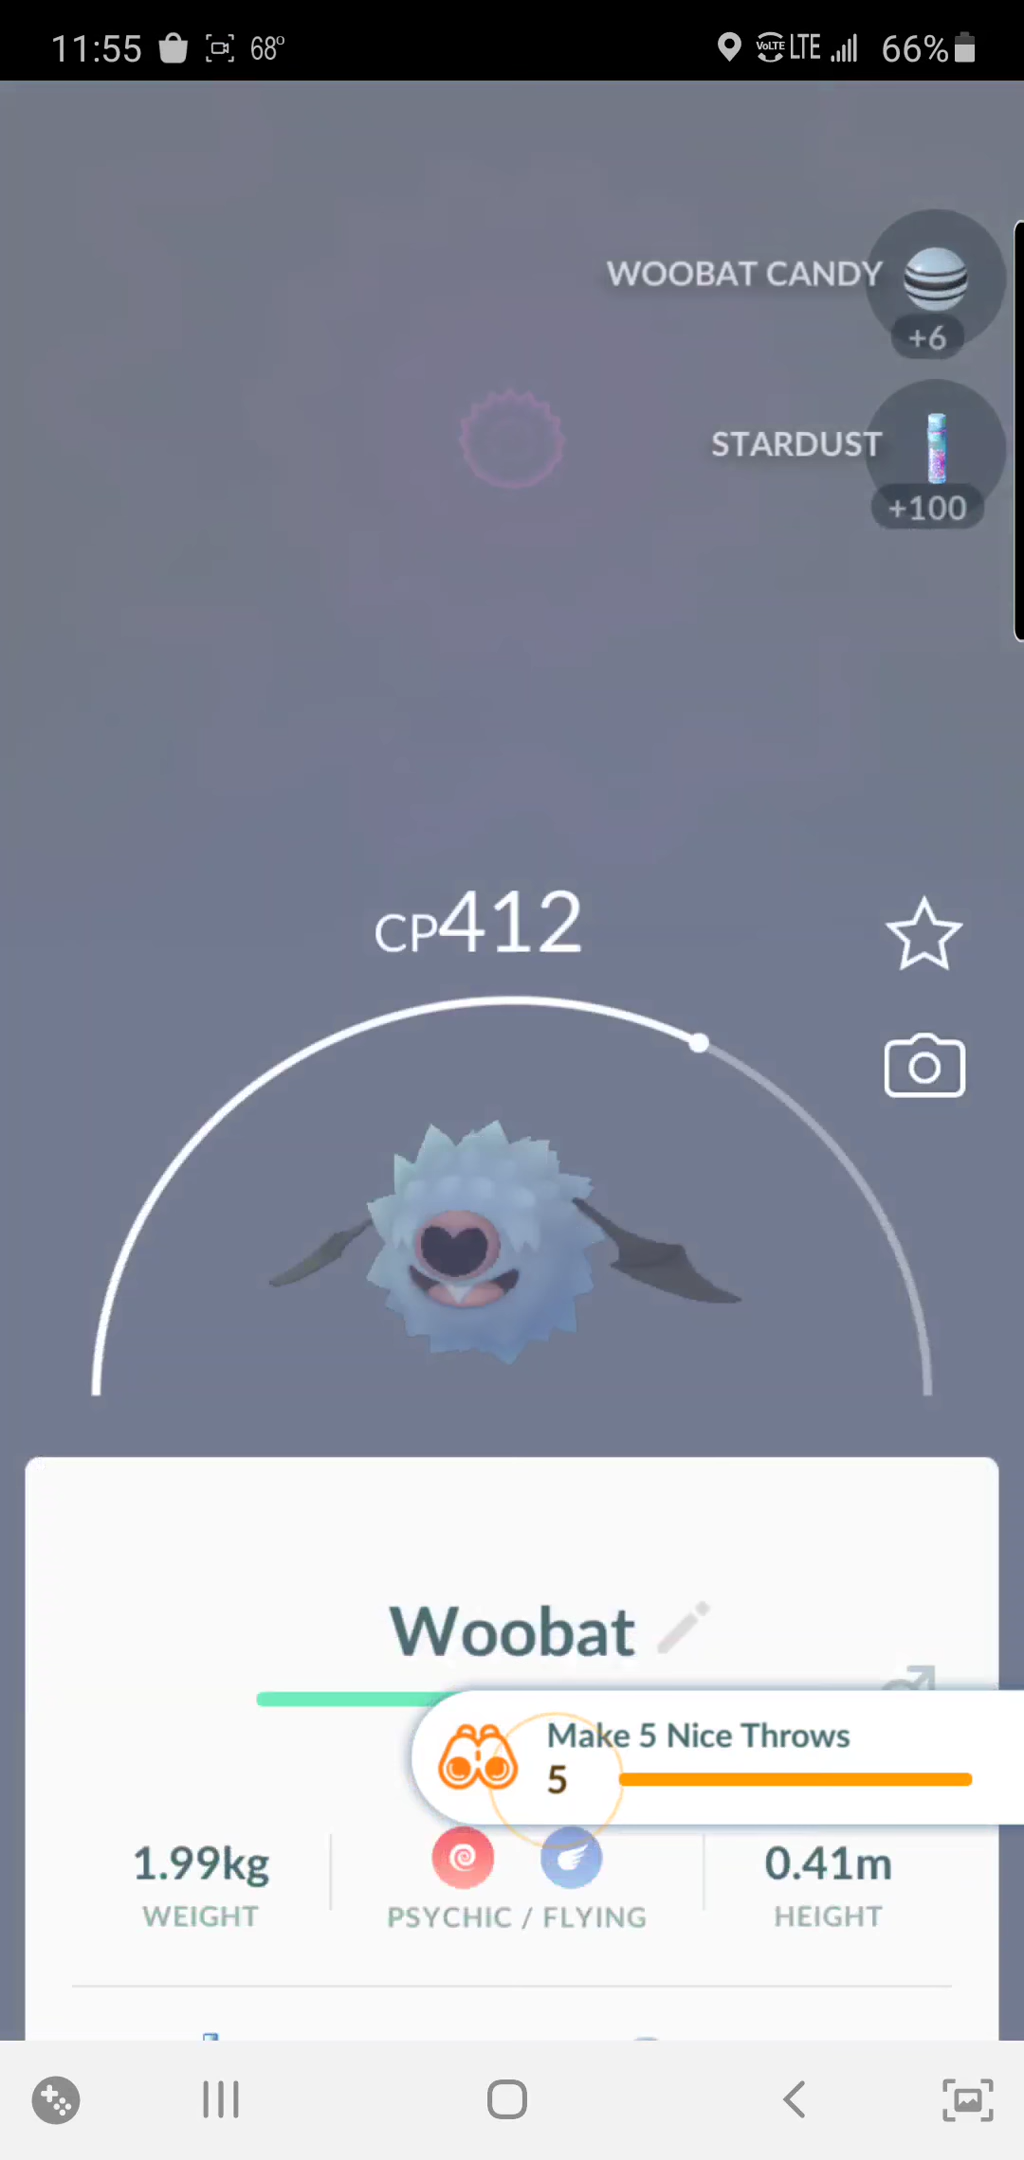 11:55 68° VoLTE LTE 66%
WOOBAT CANDY
+6
STARDUST
+100
CP412
Woobat
Make 5 Nice Throws
5
1.99kg
WEIGHT
PSYCHIC / FLYING
0.41m
HEIGHT